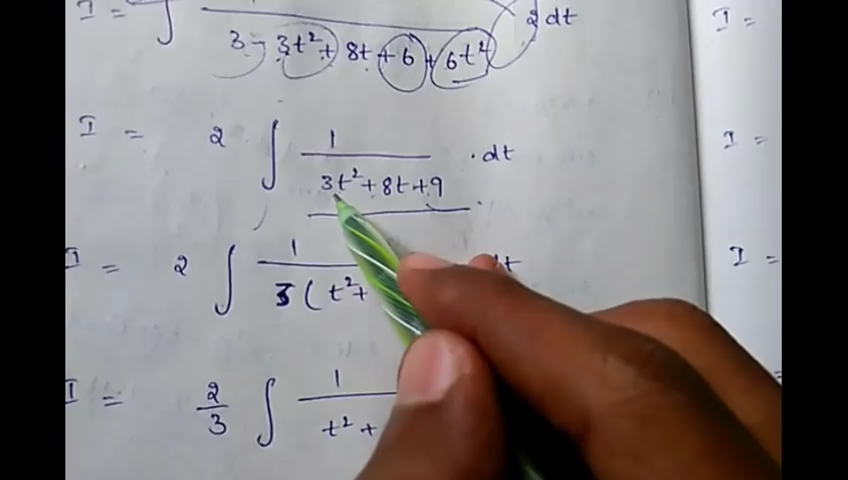 I = ∫ 3 - 3t² + 8t + 6 + 6t² 2dt I =
I = 2 ∫ 1 / 3t² + 8t + 9 . dt I =
I = 2 ∫ 1 / 3 ( t² + dt I =
I = 2/3 ∫ 1 / t² +